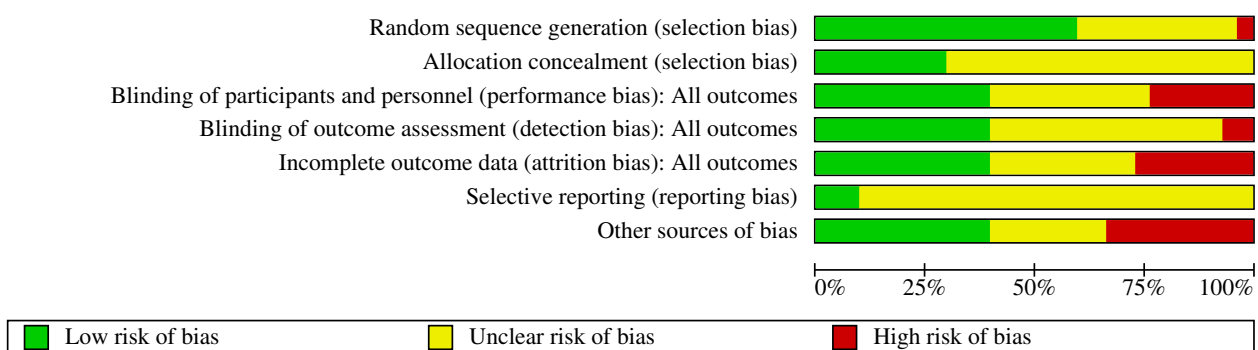 Random sequence generation (selection bias)
Allocation concealment (selection bias)
Blinding of participants and personnel (performance bias): All outcomes
Blinding of outcome assessment (detection bias): All outcomes
Incomplete outcome data (attrition bias): All outcomes
Selective reporting (reporting bias)
Other sources of bias
0% 25% 50% 75% 100%
Low risk of bias Unclear risk of bias High risk of bias